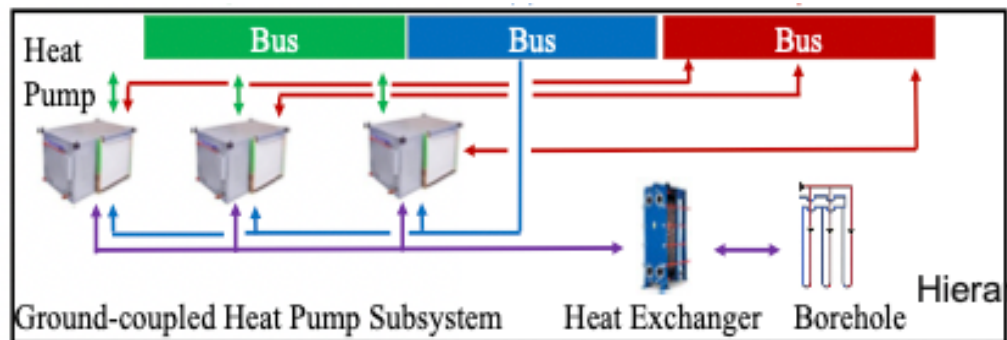 Bus Bus Bus
Heat
Pump
Hiera
Ground-coupled Heat Pump Subsystem Heat Exchanger Borehole